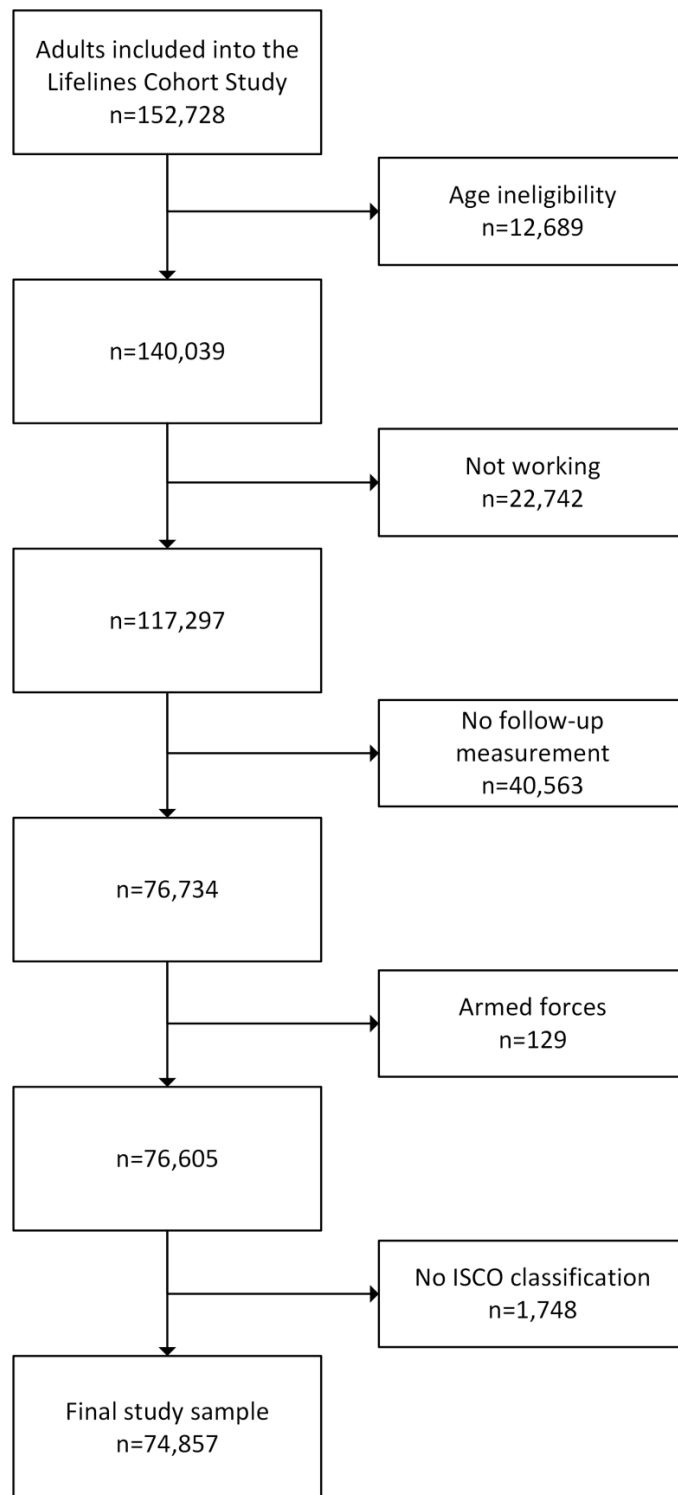 Adults included into the
Lifelines Cohort Study
n=152,728
Age ineligibility
n=12,689
n=140,039
Not working
n=22,742
n=117,297
No follow-up
measurement
n=40,563
n=76,734
Armed forces
n=129
n=76,605
No ISCO classification
n=1,748
Final study sample
n=74,857